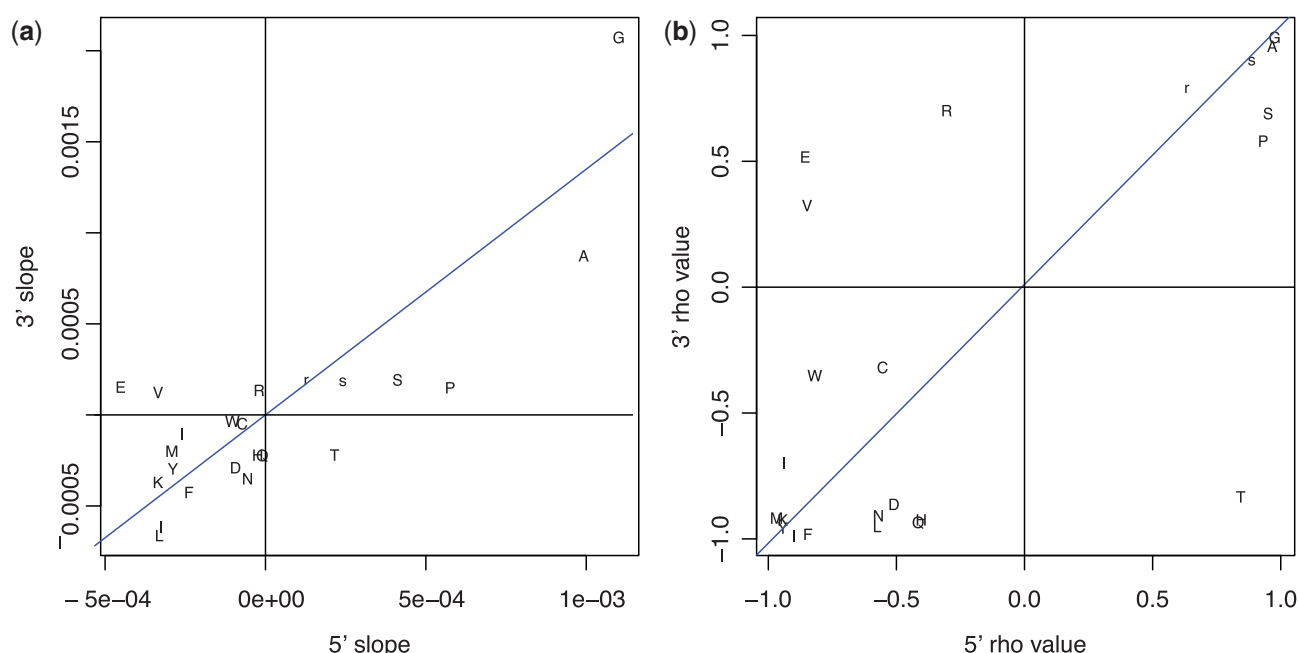 (a)
G
0.0015
A
3' slope
0.0005
E V R r s S P
W C
I
M H Q T
Y D
K N
F
−0.0005
I
L
− 5e−04 0e+00 5e−04 1e−03
5' slope
(b)
1.0
G
A
s
r
R S
P
E
0.5
V
3' rho value
0.0
C
W
−0.5
I
T
D
M K N Q H
Y L
I F
−1.0
−1.0 −0.5 0.0 0.5 1.0
5' rho value